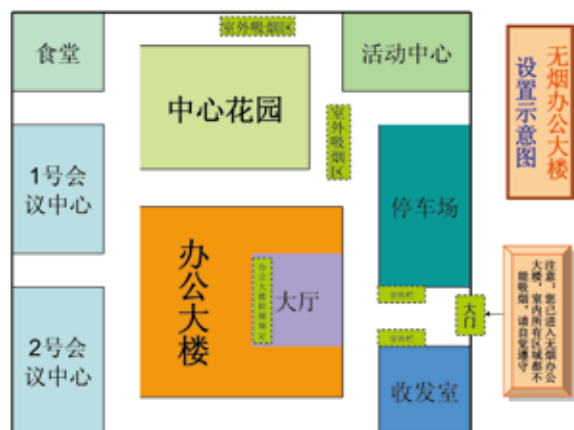 室外吸烟区
食堂
活动中心
无烟办公大楼
设置示意图
中心花园
室外吸烟区
1号会
议中心
停车场
办公大楼
大厅
注意：您已进入无烟办公
大楼，室内所有区域都不
能吸烟，请自觉遵守
大门
2号会
议中心
收发室